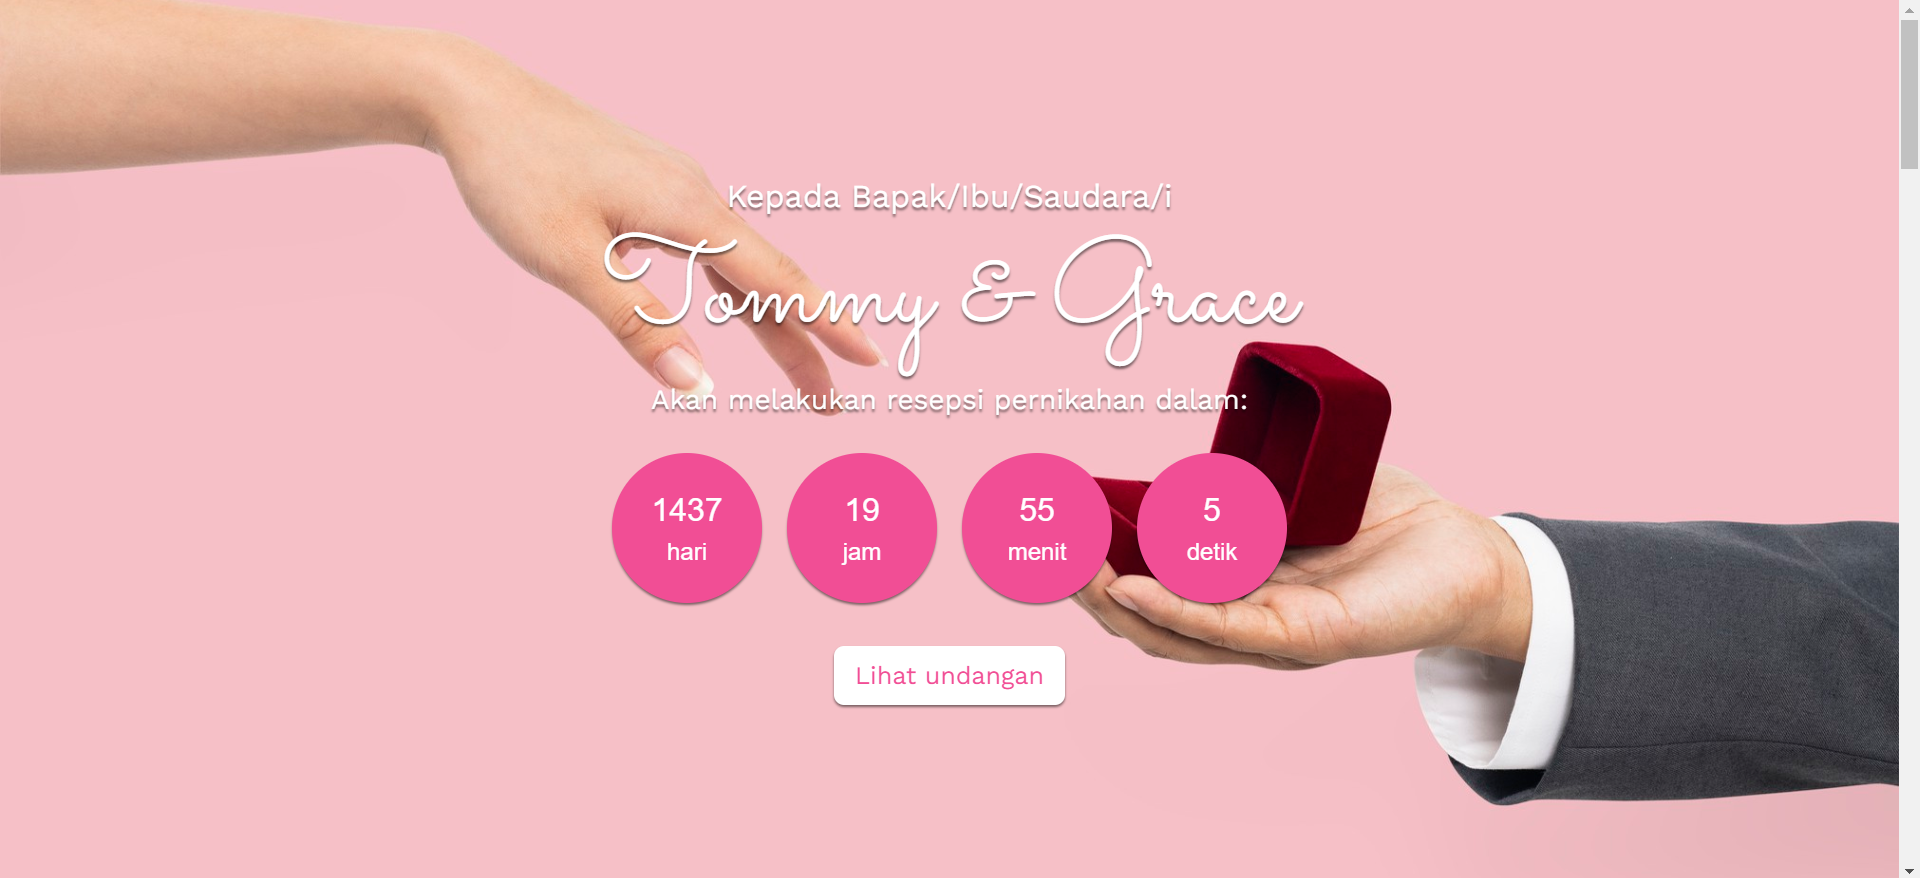 Kepada Bapak/Ibu/Saudara/i
Tommy & Grace
Akan melakukan resepsi pernikahan dalam:
1437 19 55 5
hari jam menit detik
Lihat undangan